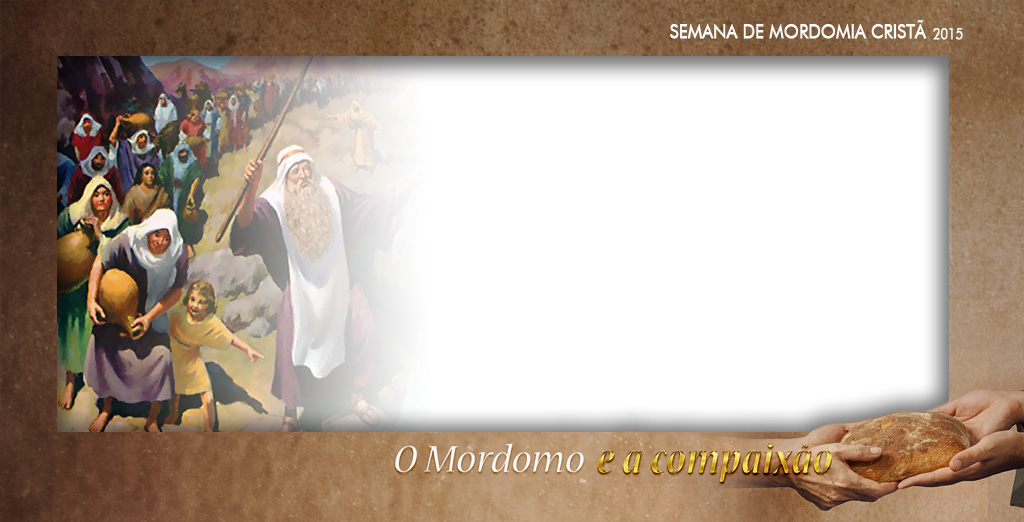 SEMANA DE MORDOMIA CRISTÃ 2015
O Mordomo e a compaixão